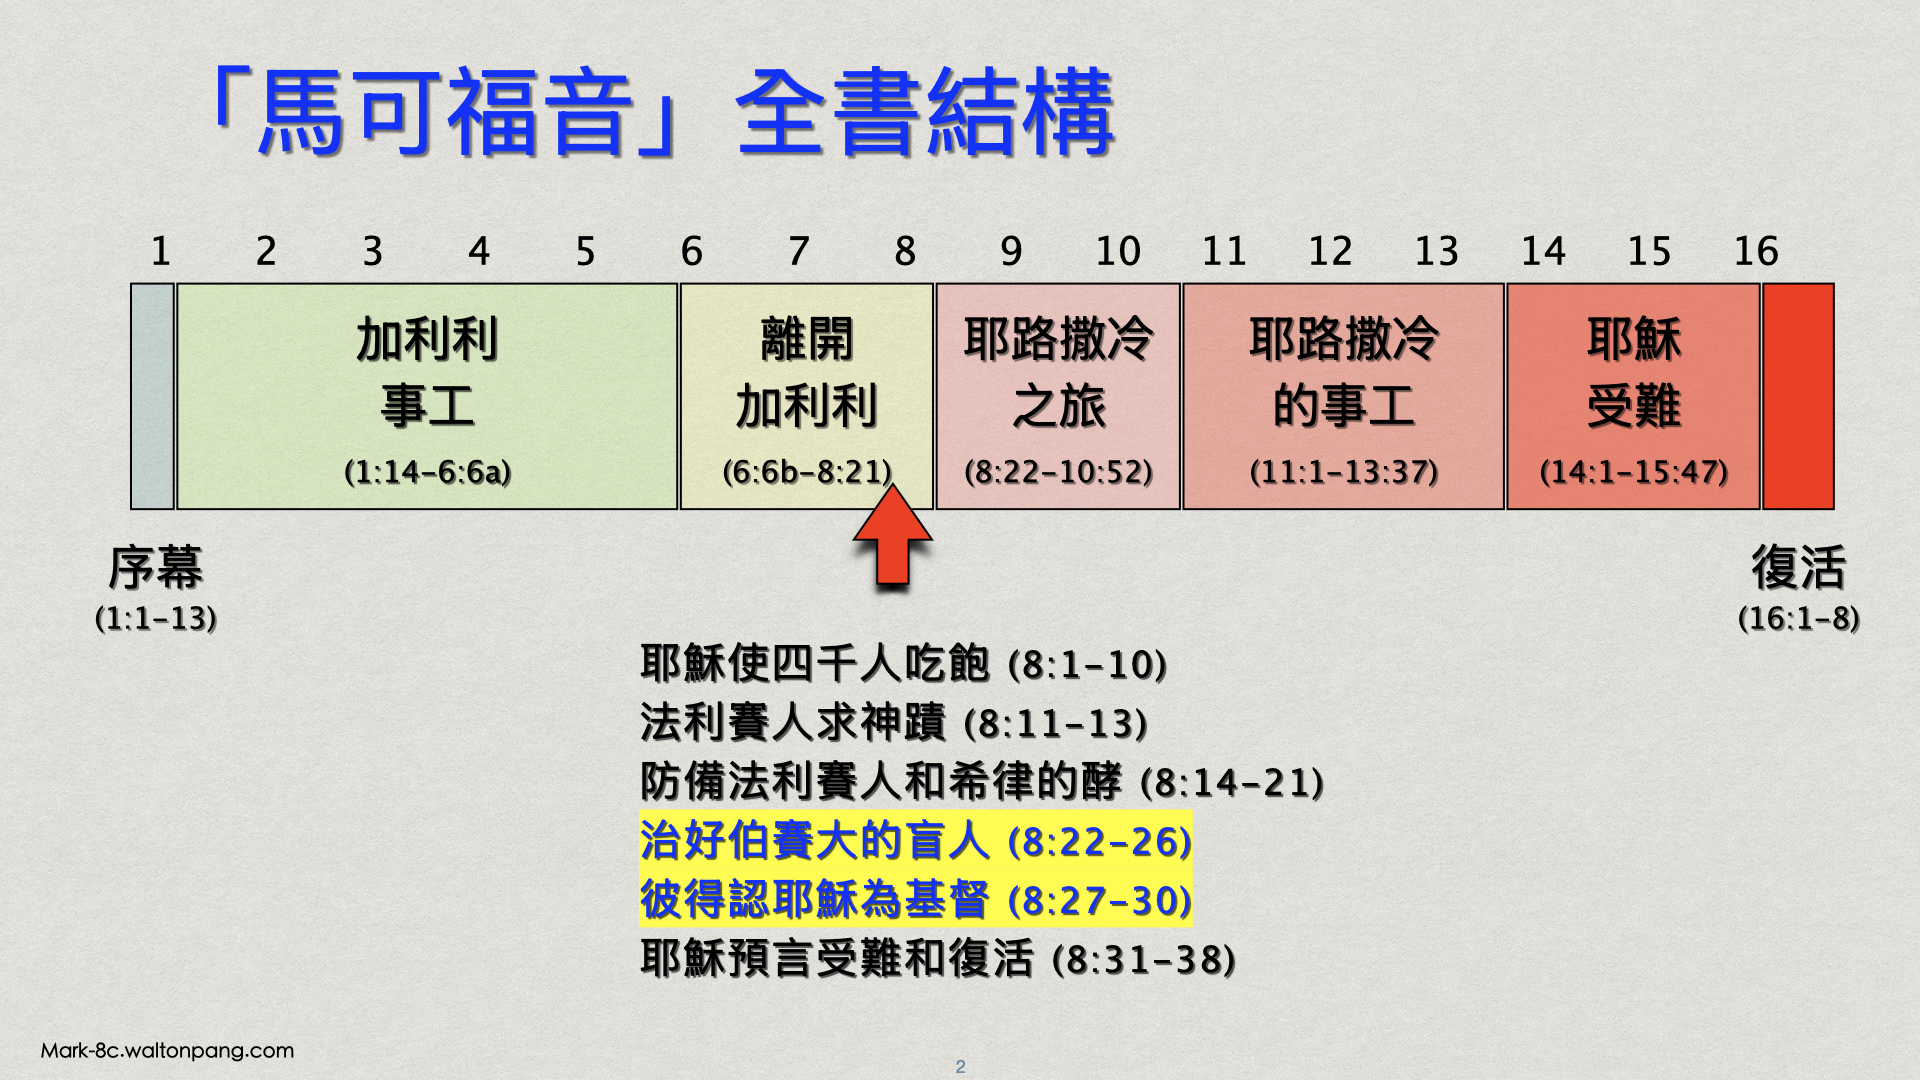 「馬可福音」全書結構
1 2 3 4 5 6 7 8 9 10 11 12 13 14 15 16
加利利
事工
(1:14-6:6a)
離開
加利利
(6:6b-8:21)
耶路撒冷
之旅
(8:22-10:52)
耶路撒冷
的事工
(11:1-13:37)
耶穌
受難
(14:1-15:47)
序幕
(1:1-13)
復活
(16:1-8)
耶穌使四千人吃飽 (8:1-10)
法利賽人求神蹟 (8:11-13)
防備法利賽人和希律的酵 (8:14-21)
治好伯賽大的盲人 (8:22-26)
彼得認耶穌為基督 (8:27-30)
耶穌預言受難和復活 (8:31-38)
Mark-8c.waltonpang.com
2